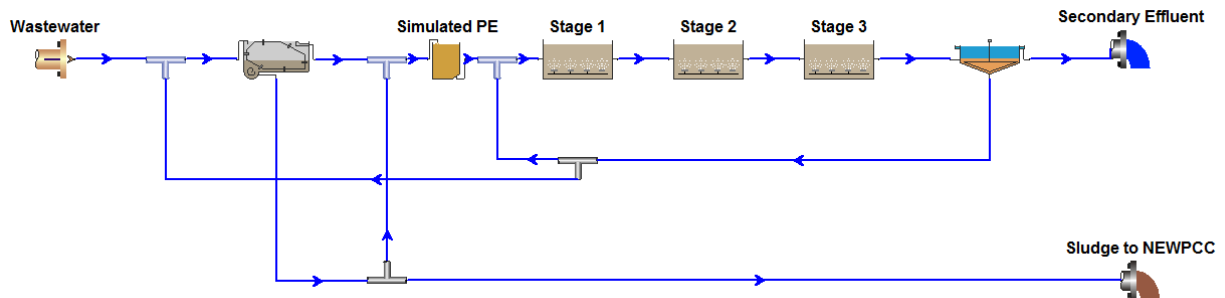 Wastewater
Simulated PE
Stage 1
Stage 2
Stage 3
Secondary Effluent
Sludge to NEWPCC